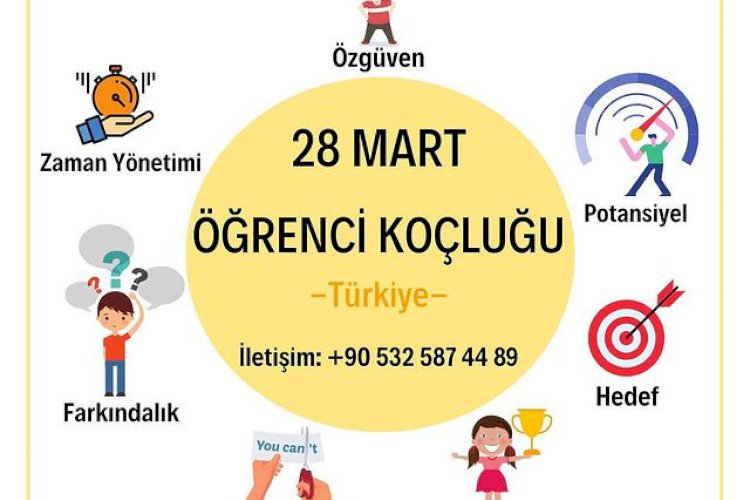 Özgüven
Zaman Yönetimi
Potansiyel
28 MART
ÖĞRENCİ KOÇLUĞU
–Türkiye–
İletişim: +90 532 587 44 89
Farkındalık
Hedef
You can't